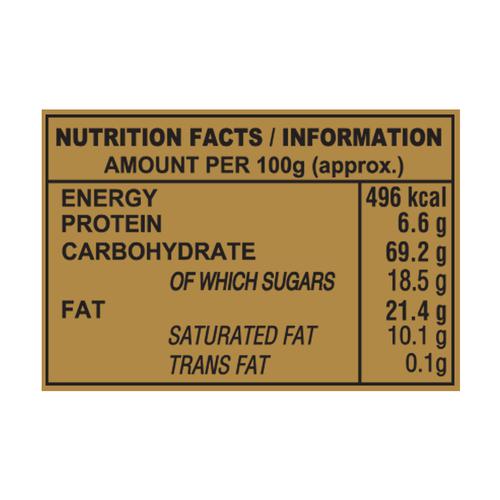 NUTRITION FACTS / INFORMATION
AMOUNT PER 100g (approx.)
ENERGY 496 kcal
PROTEIN 6.6 g
CARBOHYDRATE 69.2 g
OF WHICH SUGARS 18.5 g
FAT 21.4 g
SATURATED FAT 10.1 g
TRANS FAT 0.1g